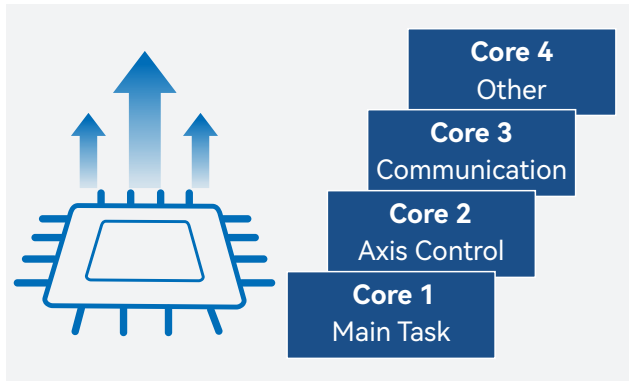 Core 4
Other
Core 3
Communication
Core 2
Axis Control
Core 1
Main Task